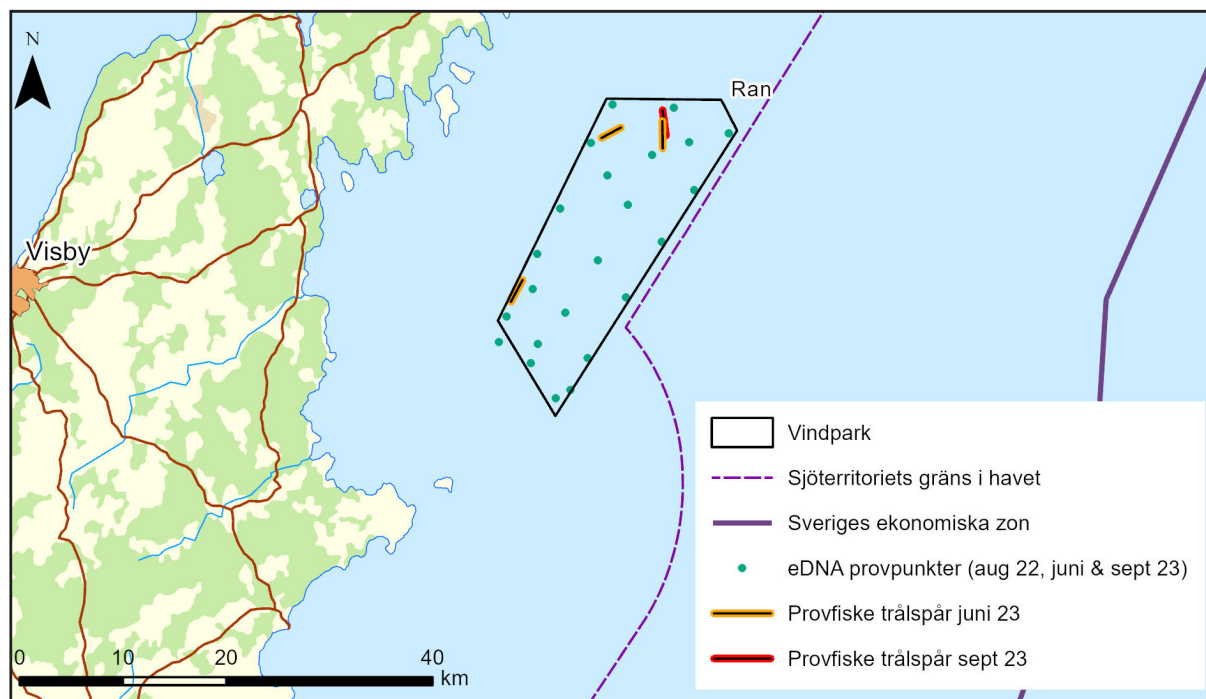 N
Ran
Visby
Vindpark
Sjöterritoriets gräns i havet
Sveriges ekonomiska zon
eDNA provpunkter (aug 22, juni & sept 23)
Provfiske trålspår juni 23
Provfiske trålspår sept 23
0 10 20 40
km